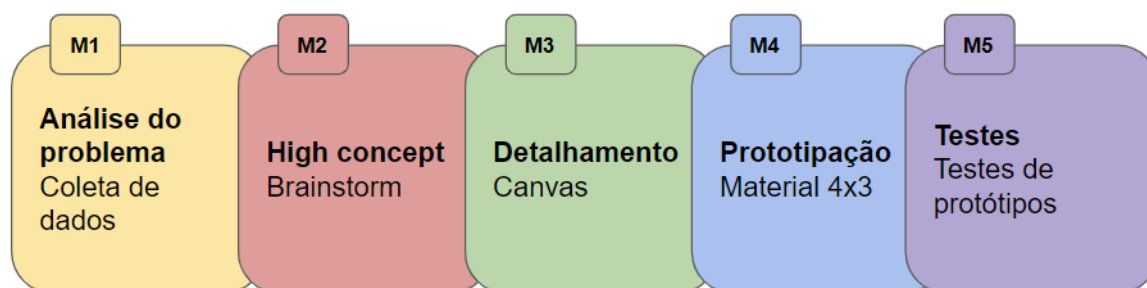 M1
Análise do
problema
Coleta de
dados
M2
High concept
Brainstorm
M3
Detalhamento
Canvas
M4
Prototipação
Material 4x3
M5
Testes
Testes de
protótipos